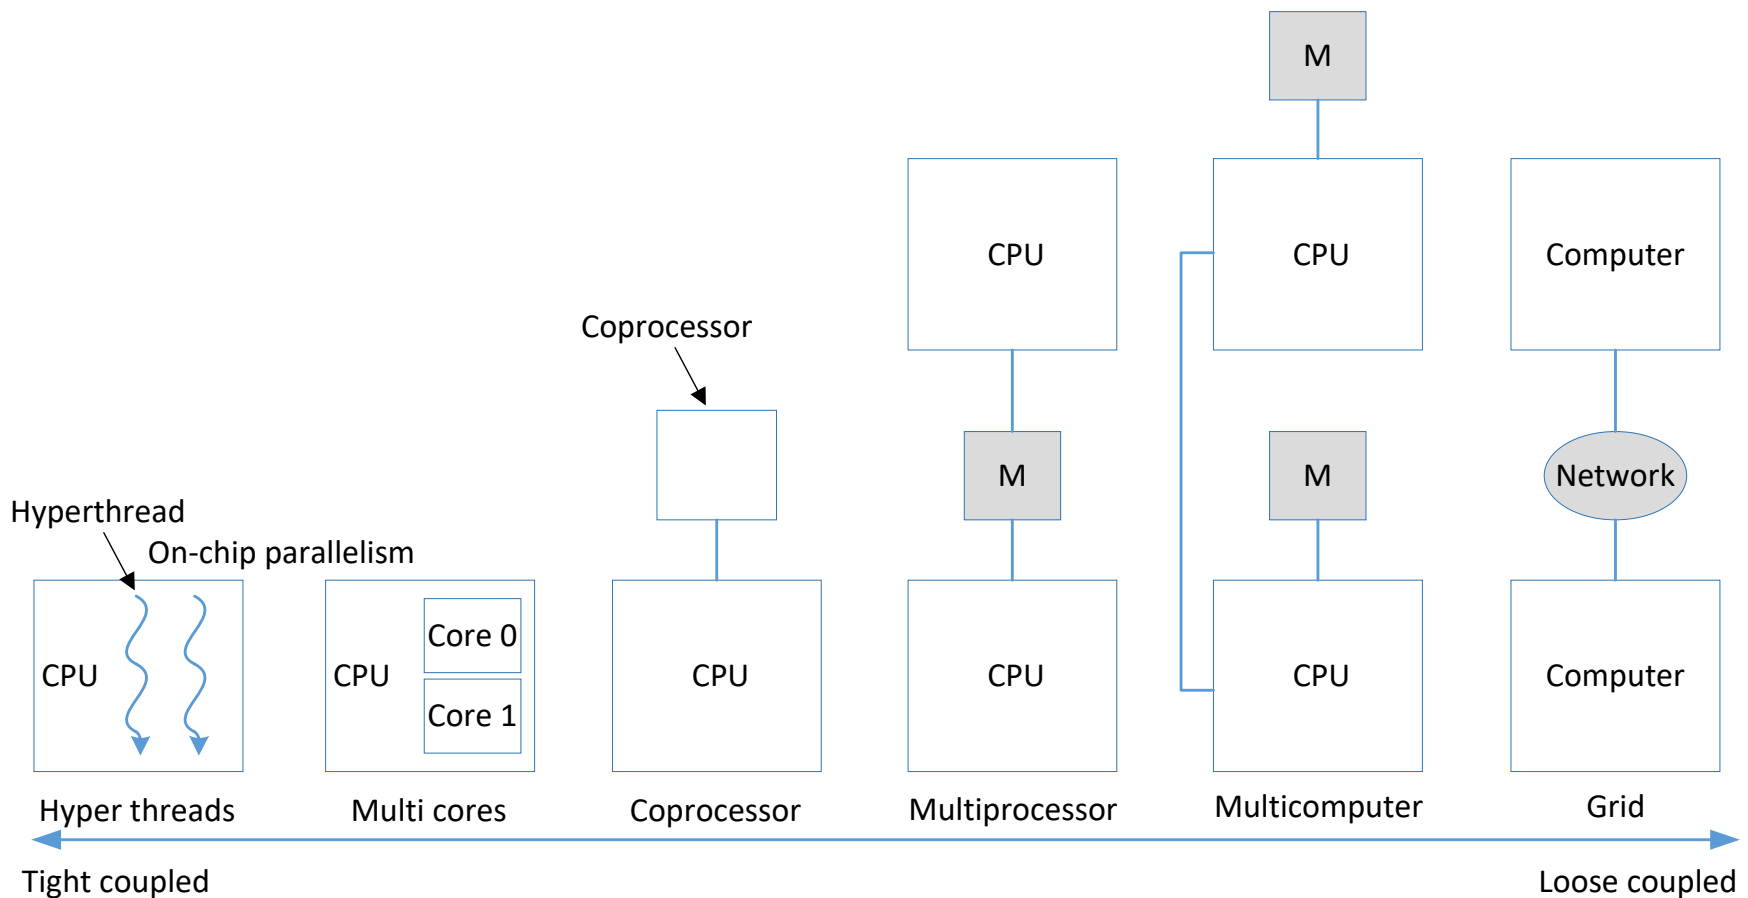 M
CPU
CPU
Computer
Coprocessor
M
M
Network
Hyperthread
On-chip parallelism
CPU
CPU
Core 0
Core 1
CPU
CPU
CPU
Computer
Hyper threads
Multi cores
Coprocessor
Multiprocessor
Multicomputer
Grid
Tight coupled
Loose coupled